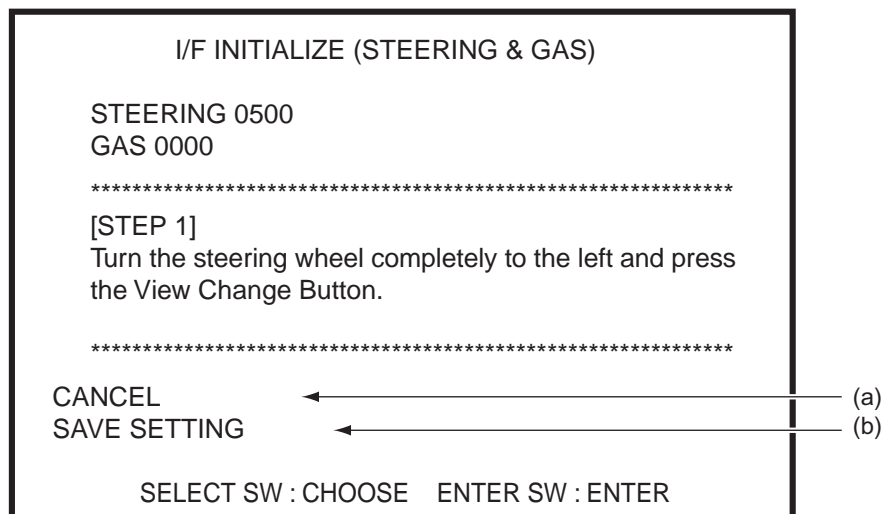 I/F INITIALIZE (STEERING & GAS)
STEERING 0500
GAS 0000
**************************************************************
[STEP 1]
Turn the steering wheel completely to the left and press
the View Change Button.
**************************************************************
CANCEL (a)
SAVE SETTING (b)
SELECT SW : CHOOSE ENTER SW : ENTER